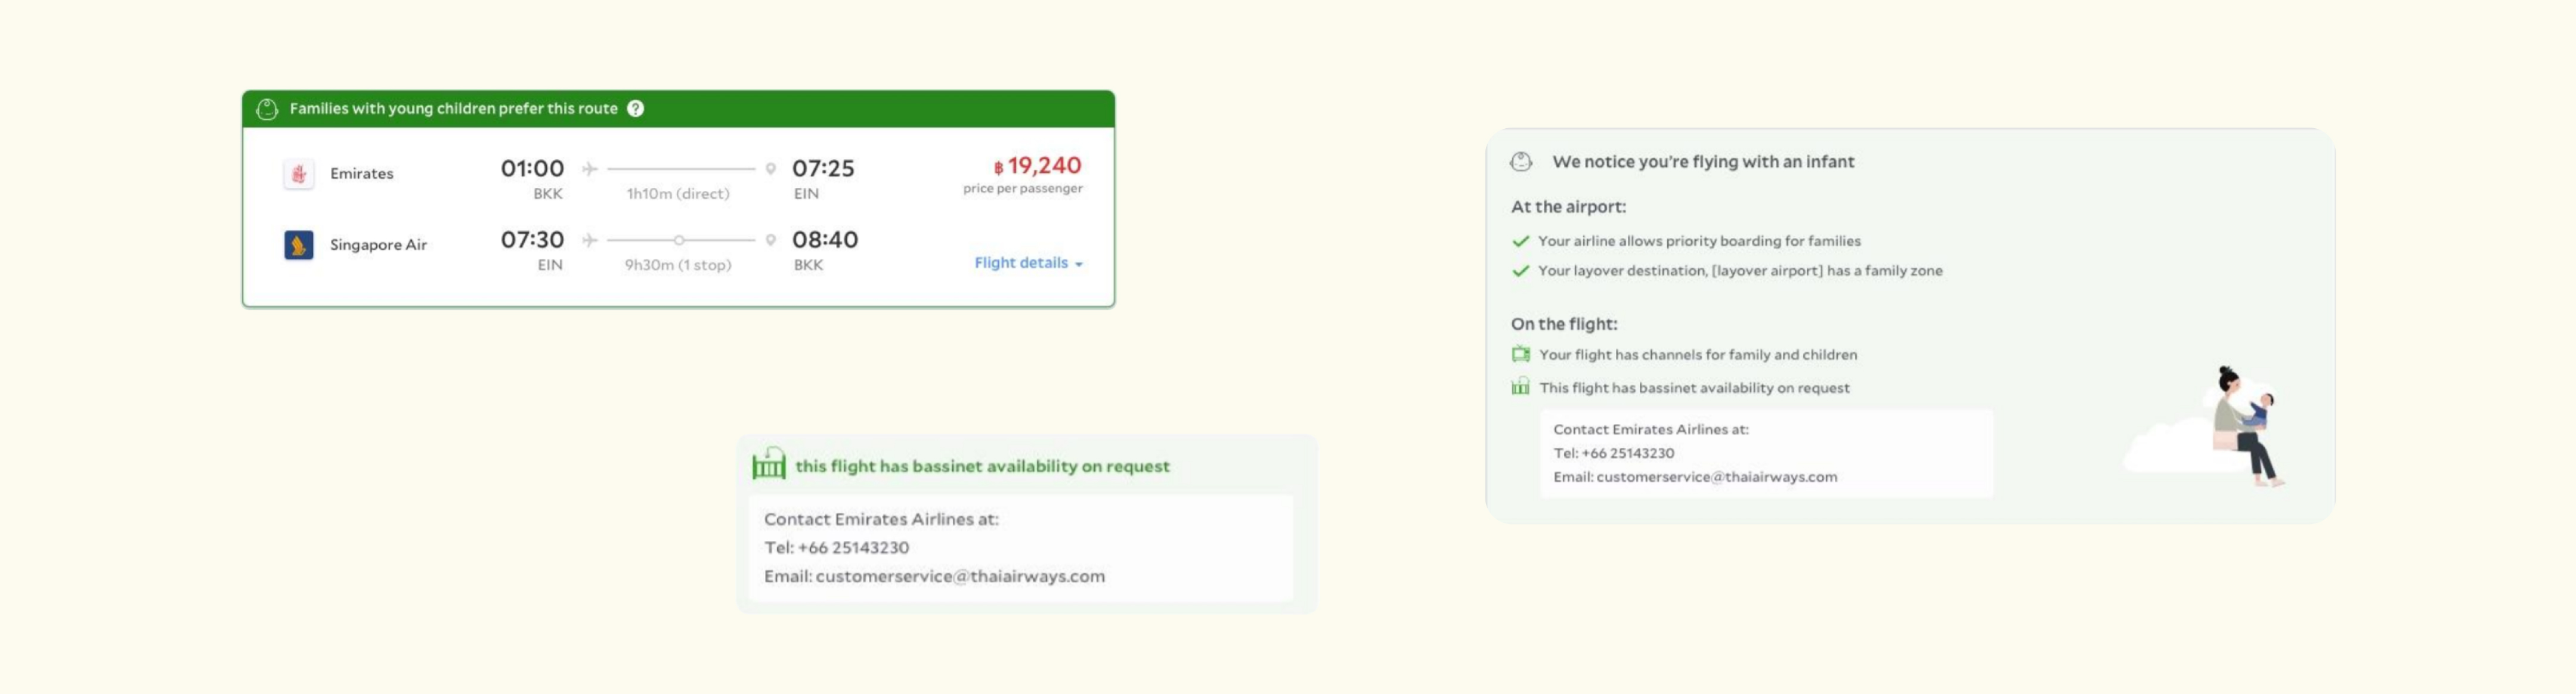 Families with young children prefer this route ?
Emirates 01:00 07:25 ฿ 19,240
BKK 1h10m (direct) EIN price per passenger
Singapore Air 07:30 08:40
EIN 9h30m (1 stop) BKK Flight details
this flight has bassinet availability on request
Contact Emirates Airlines at:
Tel: +66 25143230
Email: customerservice@thaiairways.com
We notice you're flying with an infant
At the airport:
Your airline allows priority boarding for families
Your layover destination, [layover airport] has a family zone
On the flight:
Your flight has channels for family and children
This flight has bassinet availability on request
Contact Emirates Airlines at:
Tel: +66 25143230
Email: customerservice@thaiairways.com